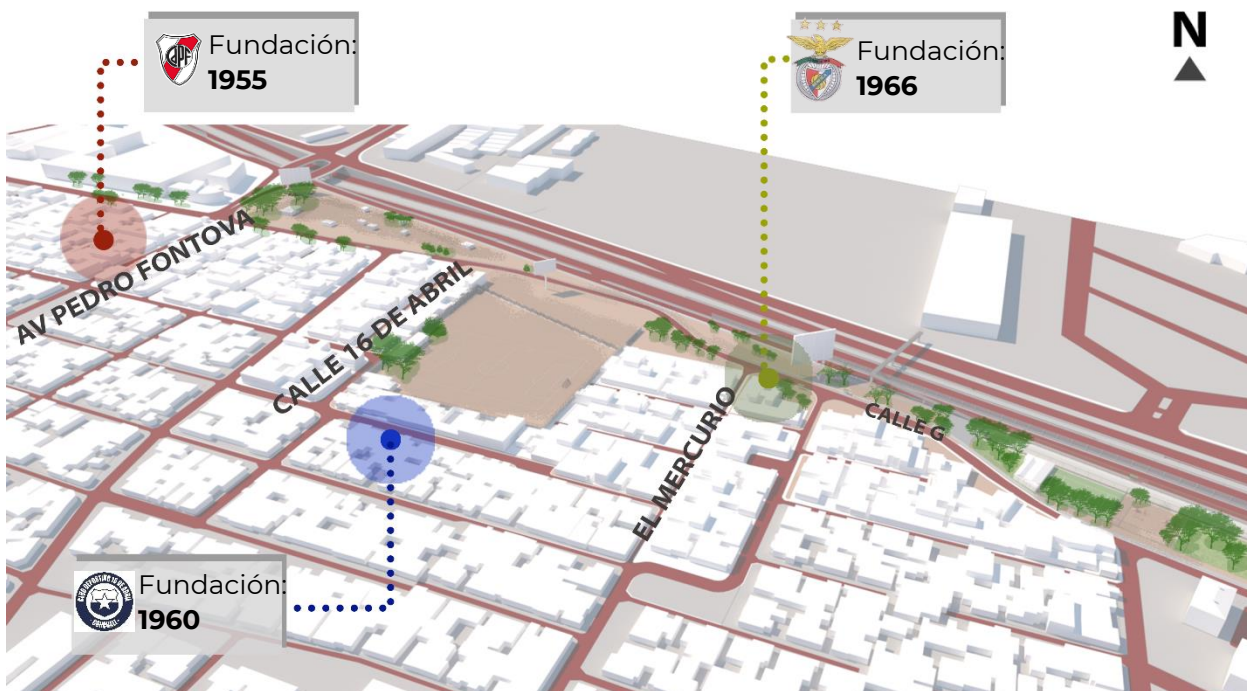 Fundación:
1955
Fundación:
1966
N
AV PEDRO FONTOVA
CALLE 16 DE ABRIL
EL MERCURIO
CALLE G
Fundación:
1960